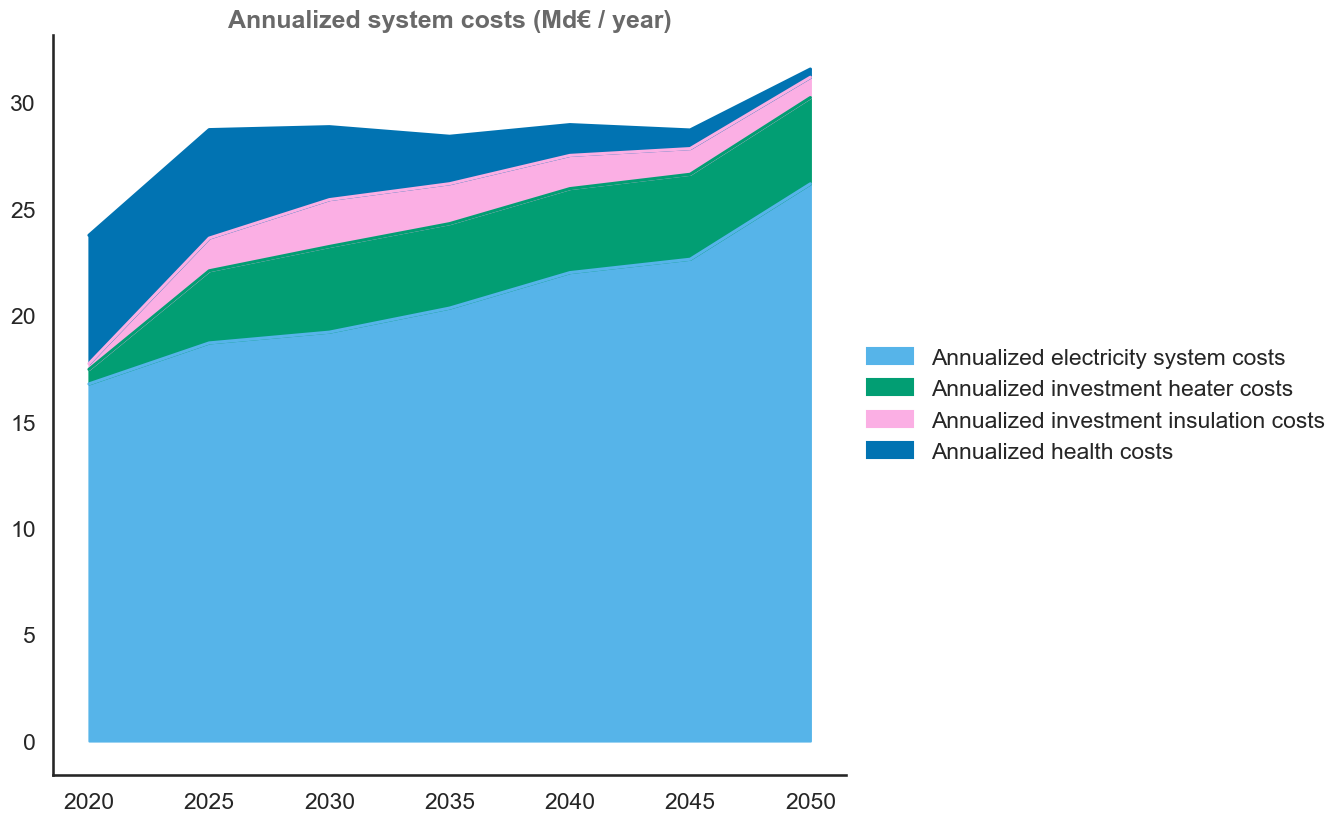 Annualized system costs (Md€ / year)
30
25
20
15
10
5
0
2020 2025 2030 2035 2040 2045 2050
Annualized electricity system costs
Annualized investment heater costs
Annualized investment insulation costs
Annualized health costs